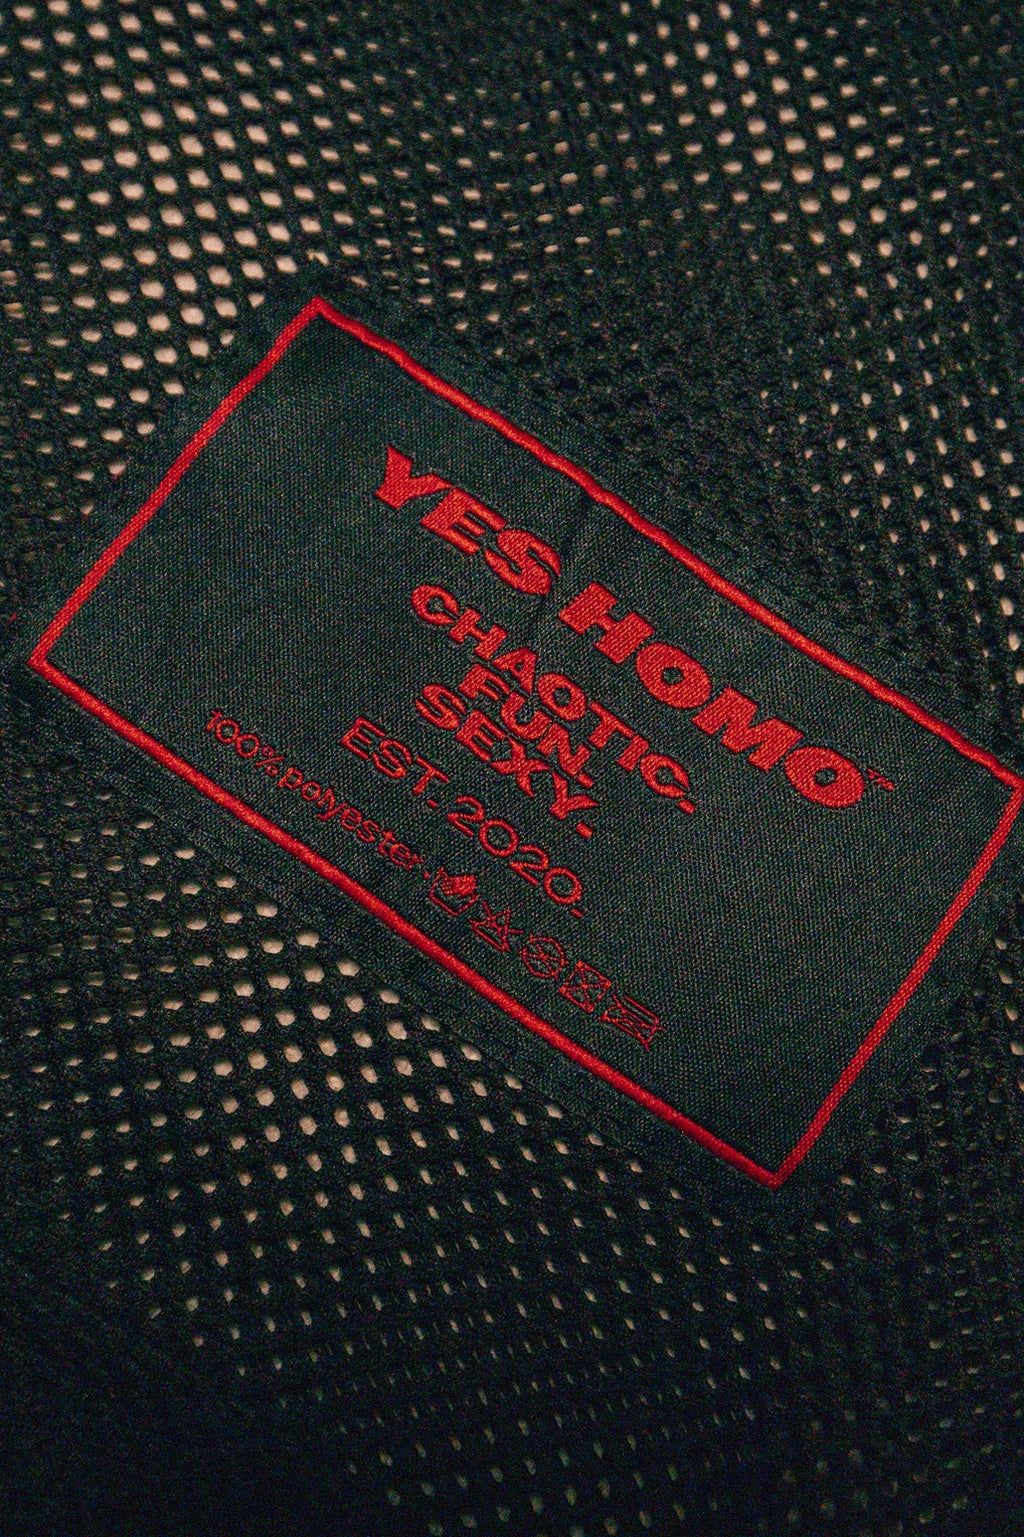 YES HOMO™
CHAOTIC.
FUN.
SEXY.
EST. 2020.
100% polyester.